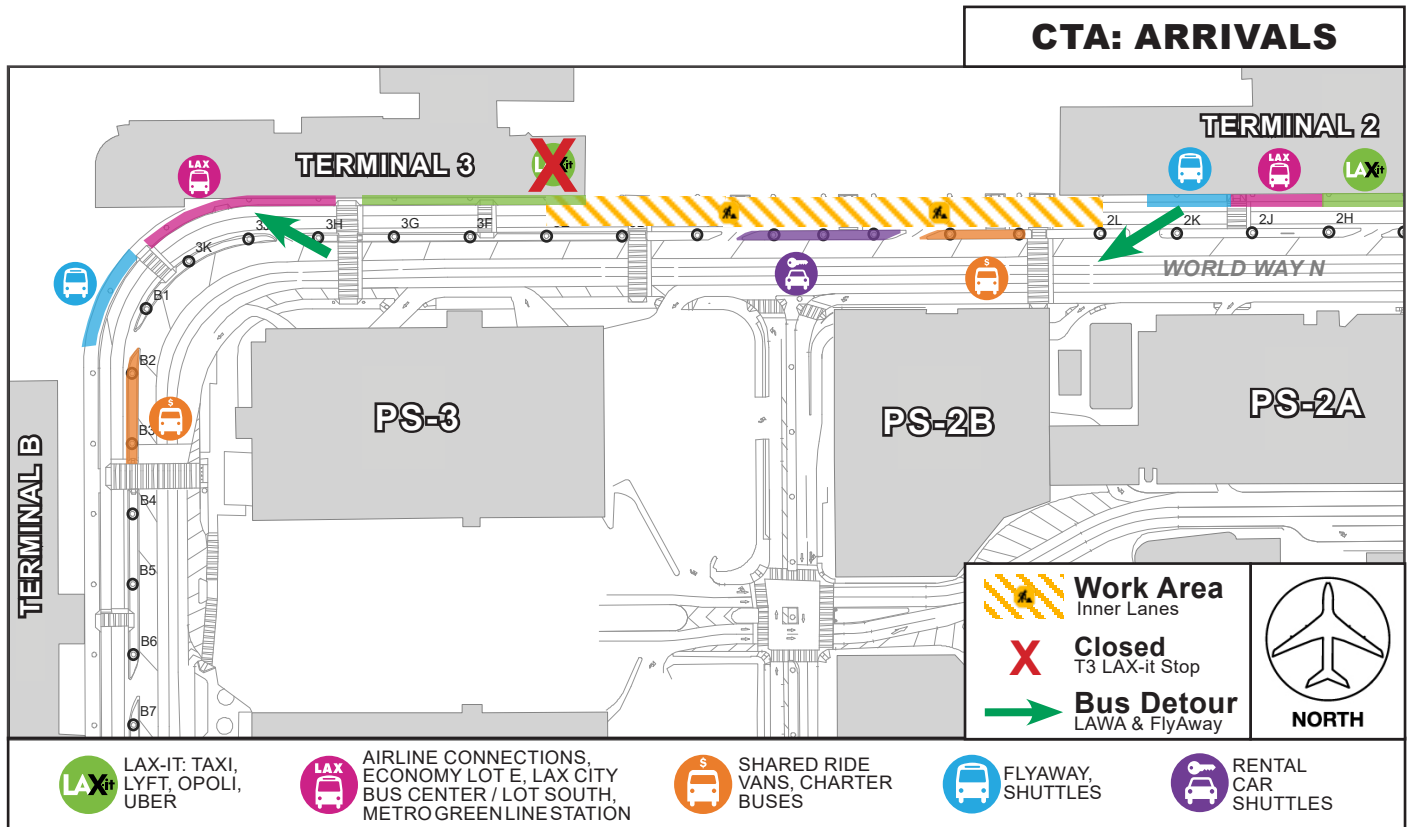 CTA: ARRIVALS
TERMINAL 3
LAXit
TERMINAL 2
LAX
LAX
LAXit
3J
3H
3G
3F
2L
2K
2J
2H
3K
WORLD WAY N
$
B1
B2
$
PS-3
PS-2B
PS-2A
B3
TERMINAL B
B4
B5
B6
B7
Work Area
Inner Lanes
X Closed
T3 LAX-it Stop
Bus Detour
LAWA & FlyAway
NORTH
LAXit
LAX-IT: TAXI,
LYFT, OPOLI,
UBER
LAX
AIRLINE CONNECTIONS,
ECONOMY LOT E, LAX CITY
BUS CENTER / LOT SOUTH,
METRO GREEN LINE STATION
$
SHARED RIDE
VANS, CHARTER
BUSES
FLYAWAY,
SHUTTLES
RENTAL
CAR
SHUTTLES